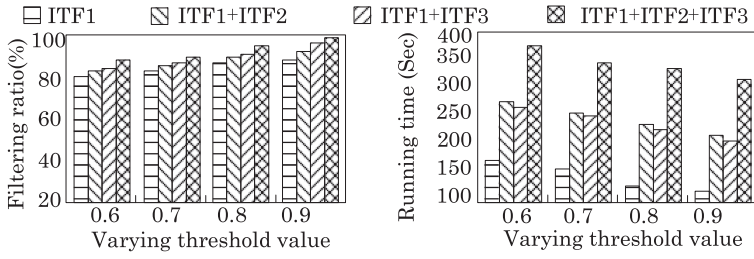 ITF1 ITF1+ITF2 ITF1+ITF3 ITF1+ITF2+ITF3
Filtering ratio(%)
100
80
60
40
20
0.6 0.7 0.8 0.9
Varying threshold value
Running time (Sec)
400
350
300
250
200
150
100
0.6 0.7 0.8 0.9
Varying threshold value